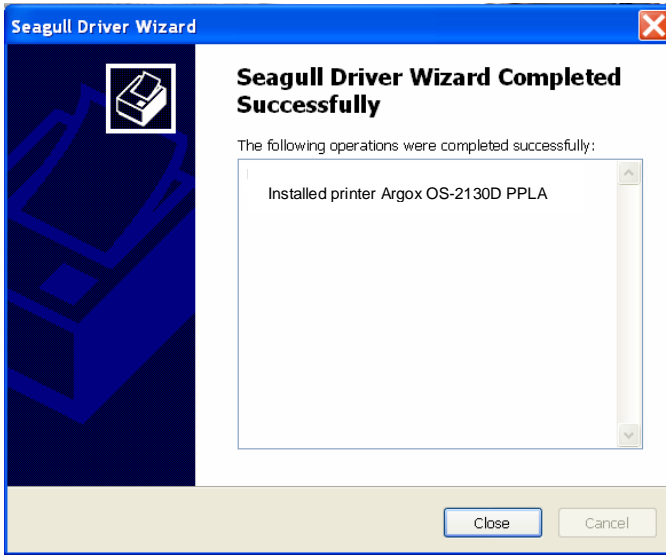 Seagull Driver Wizard
Seagull Driver Wizard Completed
Successfully
The following operations were completed successfully:
Installed printer Argox OS-2130D PPLA
Close
Cancel